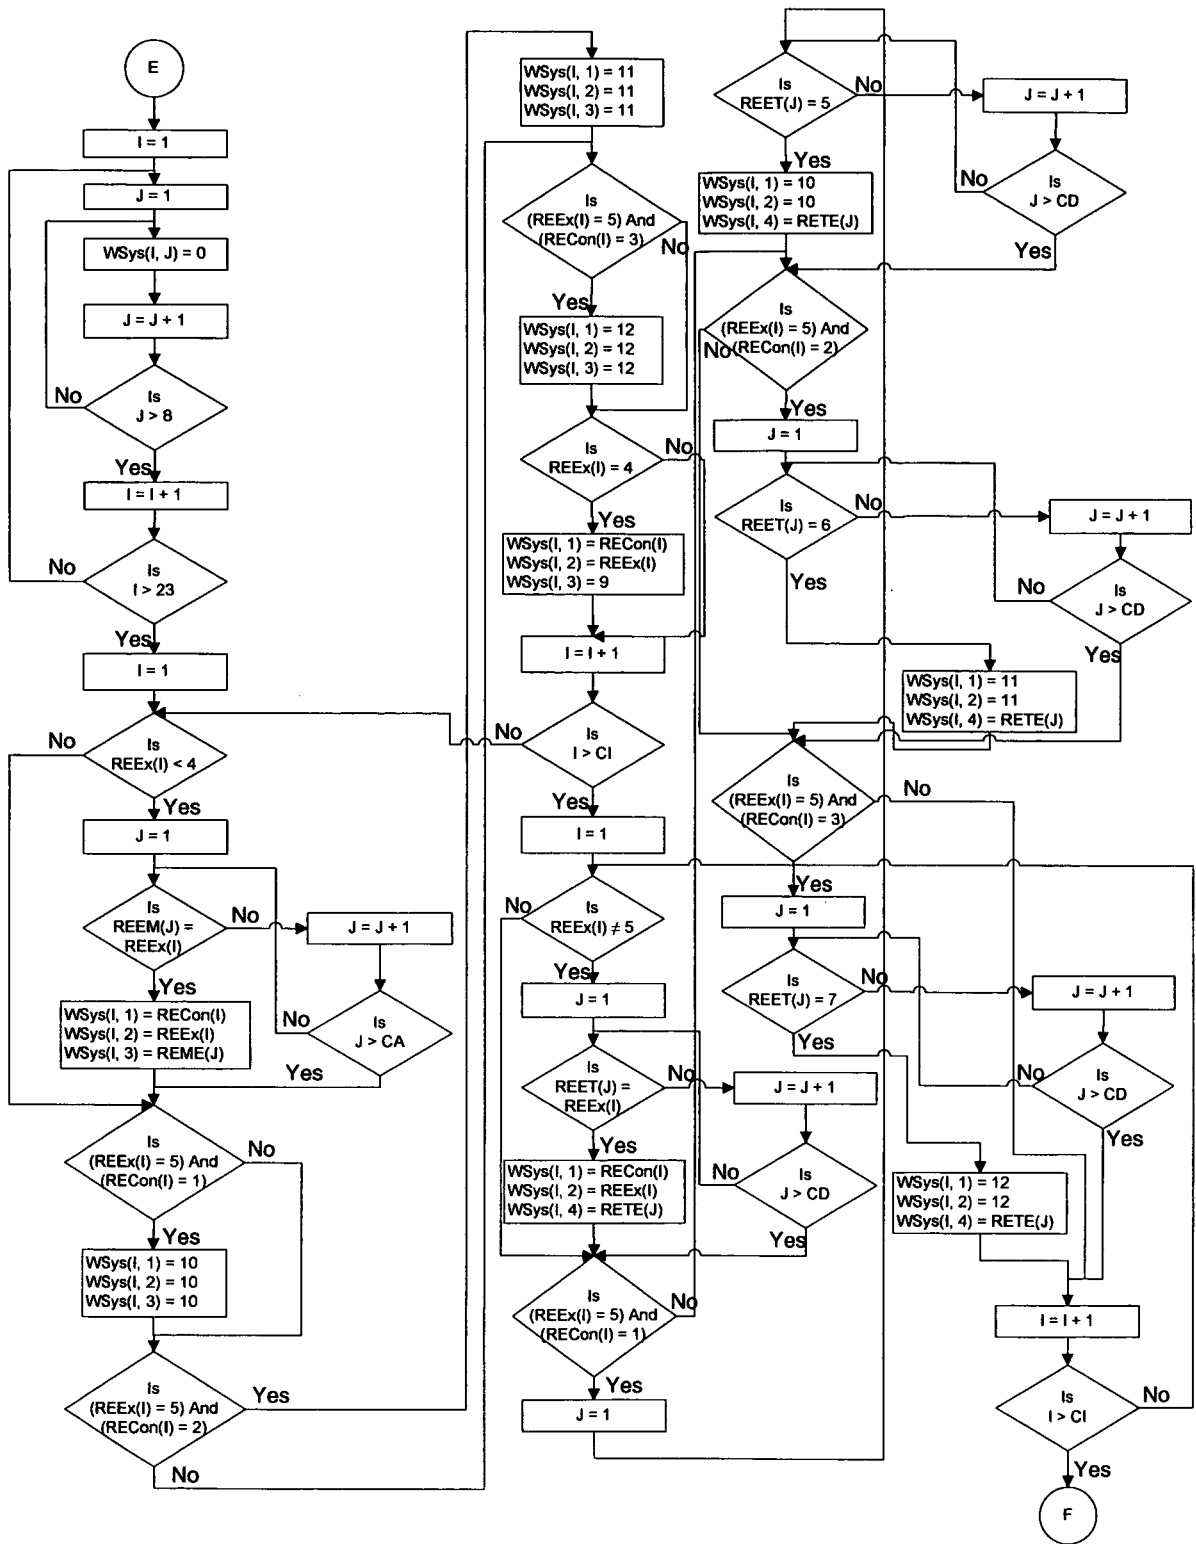 E
I = 1
J = 1
WSys(I, J) = 0
J = J + 1
Is
J > 8
No
Yes
I = I + 1
Is
I > 23
No
Yes
I = 1
Is
REEx(I) < 4
No
Yes
J = 1
Is
REEM(J) =
REEx(I)
No
J = J + 1
Yes
WSys(I, 1) = RECon(I)
WSys(I, 2) = REEx(I)
WSys(I, 3) = REME(J)
Is
J > CA
No
Yes
Is
(REEx(I) = 5) And
(RECon(I) = 1)
No
Yes
WSys(I, 1) = 10
WSys(I, 2) = 10
WSys(I, 3) = 10
Is
(REEx(I) = 5) And
(RECon(I) = 2)
Yes
No
WSys(I, 1) = 11
WSys(I, 2) = 11
WSys(I, 3) = 11
Is
(REEx(I) = 5) And
(RECon(I) = 3)
No
Yes
WSys(I, 1) = 12
WSys(I, 2) = 12
WSys(I, 3) = 12
Is
REEx(I) = 4
No
Yes
WSys(I, 1) = RECon(I)
WSys(I, 2) = REEx(I)
WSys(I, 3) = 9
I = I + 1
Is
I > CI
No
Yes
I = 1
Is
REEx(I) ≠ 5
No
Yes
J = 1
Is
REET(J) =
REEx(I)
No
J = J + 1
Yes
WSys(I, 1) = RECon(I)
WSys(I, 2) = REEx(I)
WSys(I, 4) = RETE(J)
Is
J > CD
No
Yes
Is
(REEx(I) = 5) And
(RECon(I) = 1)
No
Yes
J = 1
Is
REET(J) = 5
No
J = J + 1
Yes
Is
J > CD
No
Yes
WSys(I, 1) = 10
WSys(I, 2) = 10
WSys(I, 4) = RETE(J)
Is
(REEx(I) = 5) And
(RECon(I) = 2)
No
Yes
J = 1
Is
REET(J) = 6
No
J = J + 1
Yes
Is
J > CD
No
Yes
WSys(I, 1) = 11
WSys(I, 2) = 11
WSys(I, 4) = RETE(J)
Is
(REEx(I) = 5) And
(RECon(I) = 3)
No
Yes
J = 1
Is
REET(J) = 7
No
J = J + 1
Yes
Is
J > CD
No
Yes
WSys(I, 1) = 12
WSys(I, 2) = 12
WSys(I, 4) = RETE(J)
I = I + 1
Is
I > CI
No
Yes
F